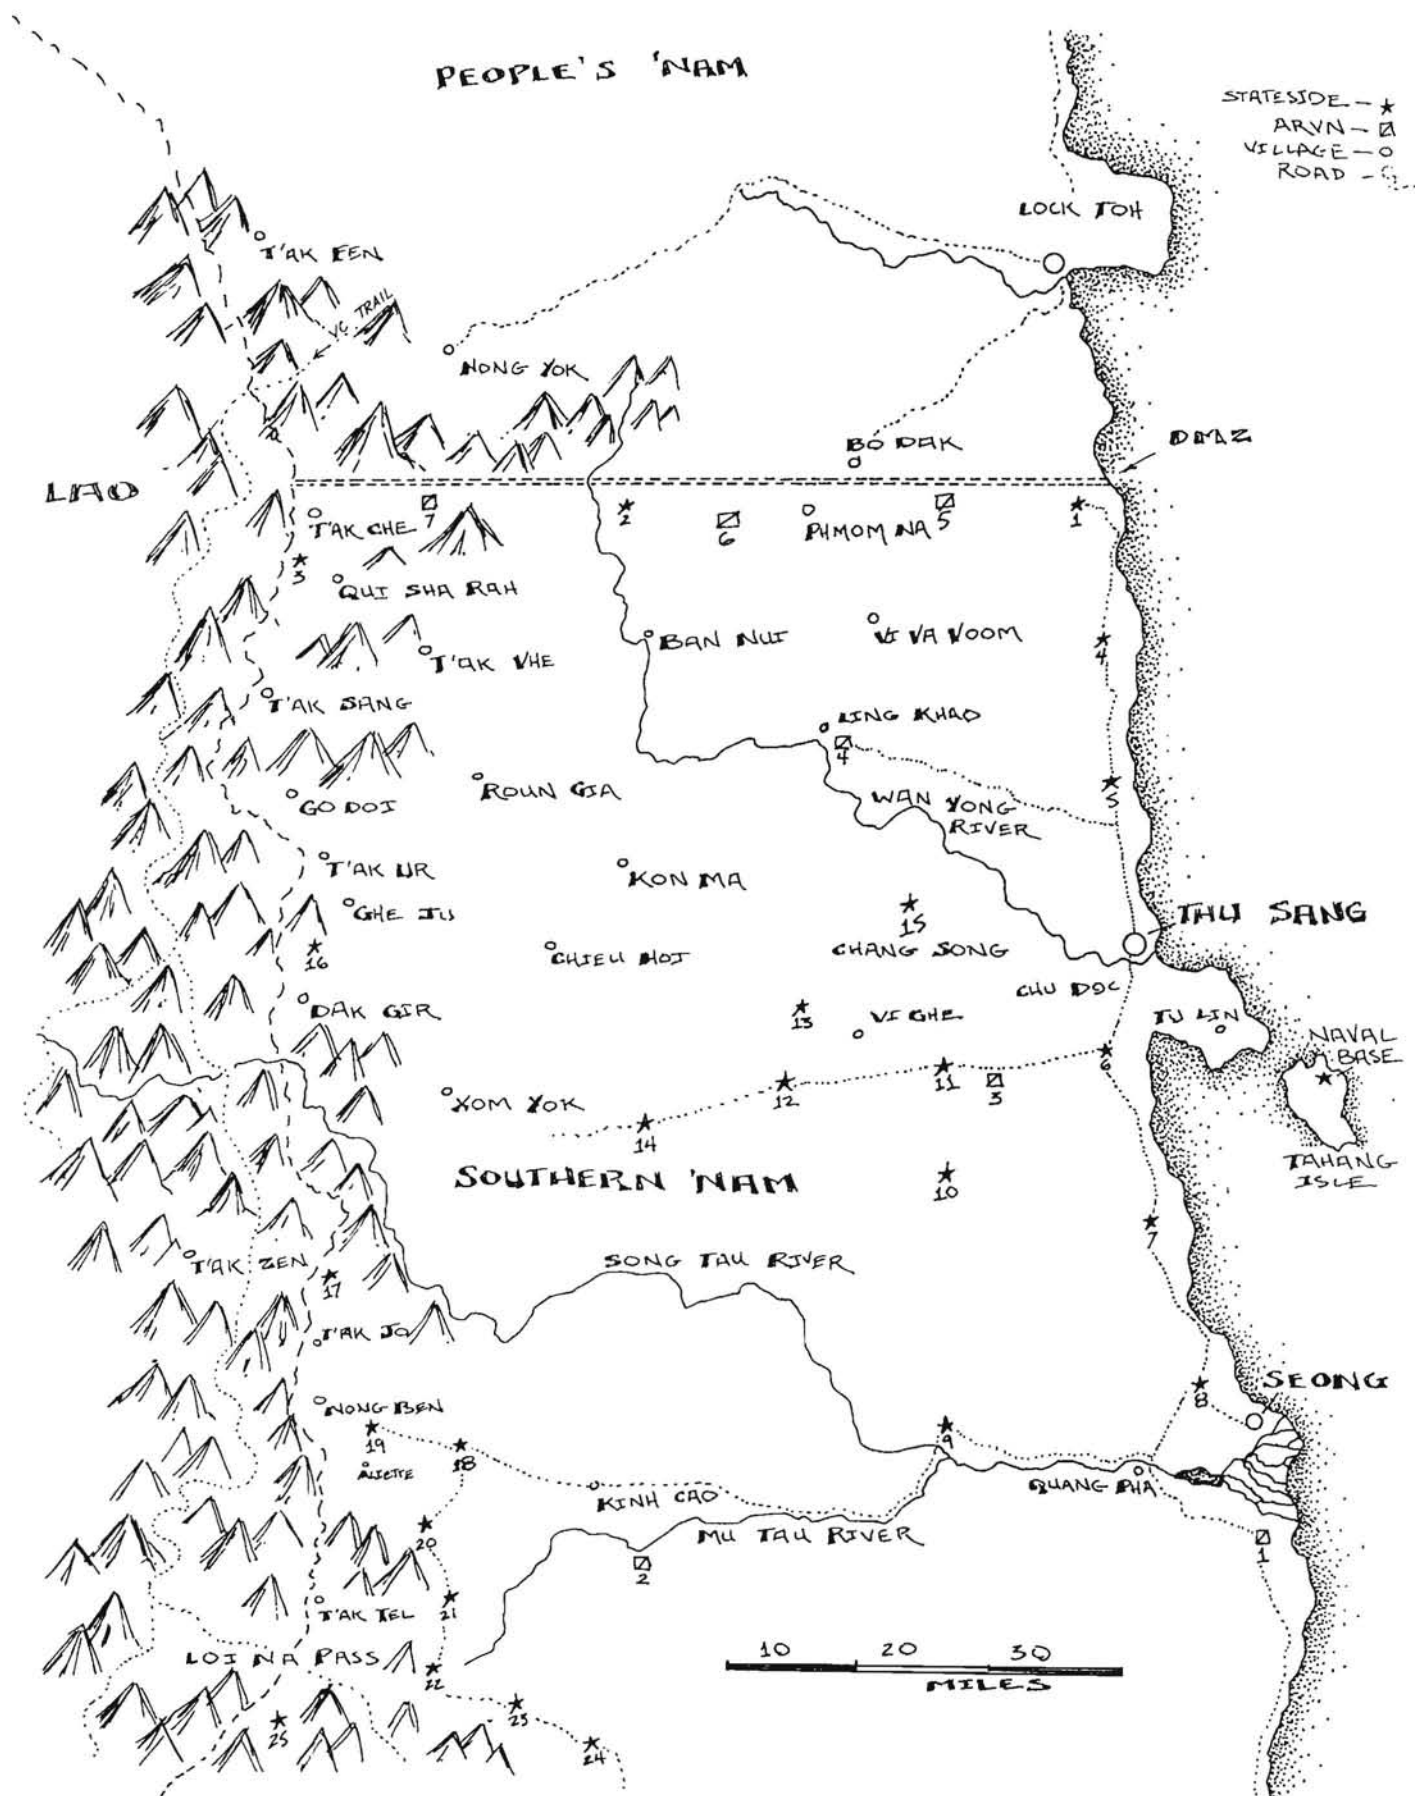 PEOPLE'S 'NAM
STATESIDE -
ARVN -
VILLAGE -
ROAD -
LOCK TOH
T'AK FEN
VC TRAIL
NONG YOK
BO DAK
DMZ
LAO
T'AK CHE
7
2
6
PHMOM NA
5
1
3
QUI SHA RAH
BAN NUI
VI VA VOOM
4
T'AK VHE
T'AK SANG
LING KHAO
4
ROUN GIA
GO DOI
WAN YONG
RIVER
5
T'AK UR
KON MA
GHE JU
15
THU SANG
16
CHIEU HOI
CHANG SONG
CHU DOC
DAK GIR
13
VI GHE
TU LIN
NAVAL
BASE
6
XOM YOK
12
11
3
14
TAHANG
ISLE
SOUTHERN 'NAM
10
7
T'AK ZEN
SONG TAU RIVER
17
T'AK JO
SEONG
8
NONG BEN
19
18
9
QUANG PHA
KINH CAO
MU TAU RIVER
20
2
1
21
T'AK TEL
LOI NA PASS
22
10 20 30
MILES
23
25
24